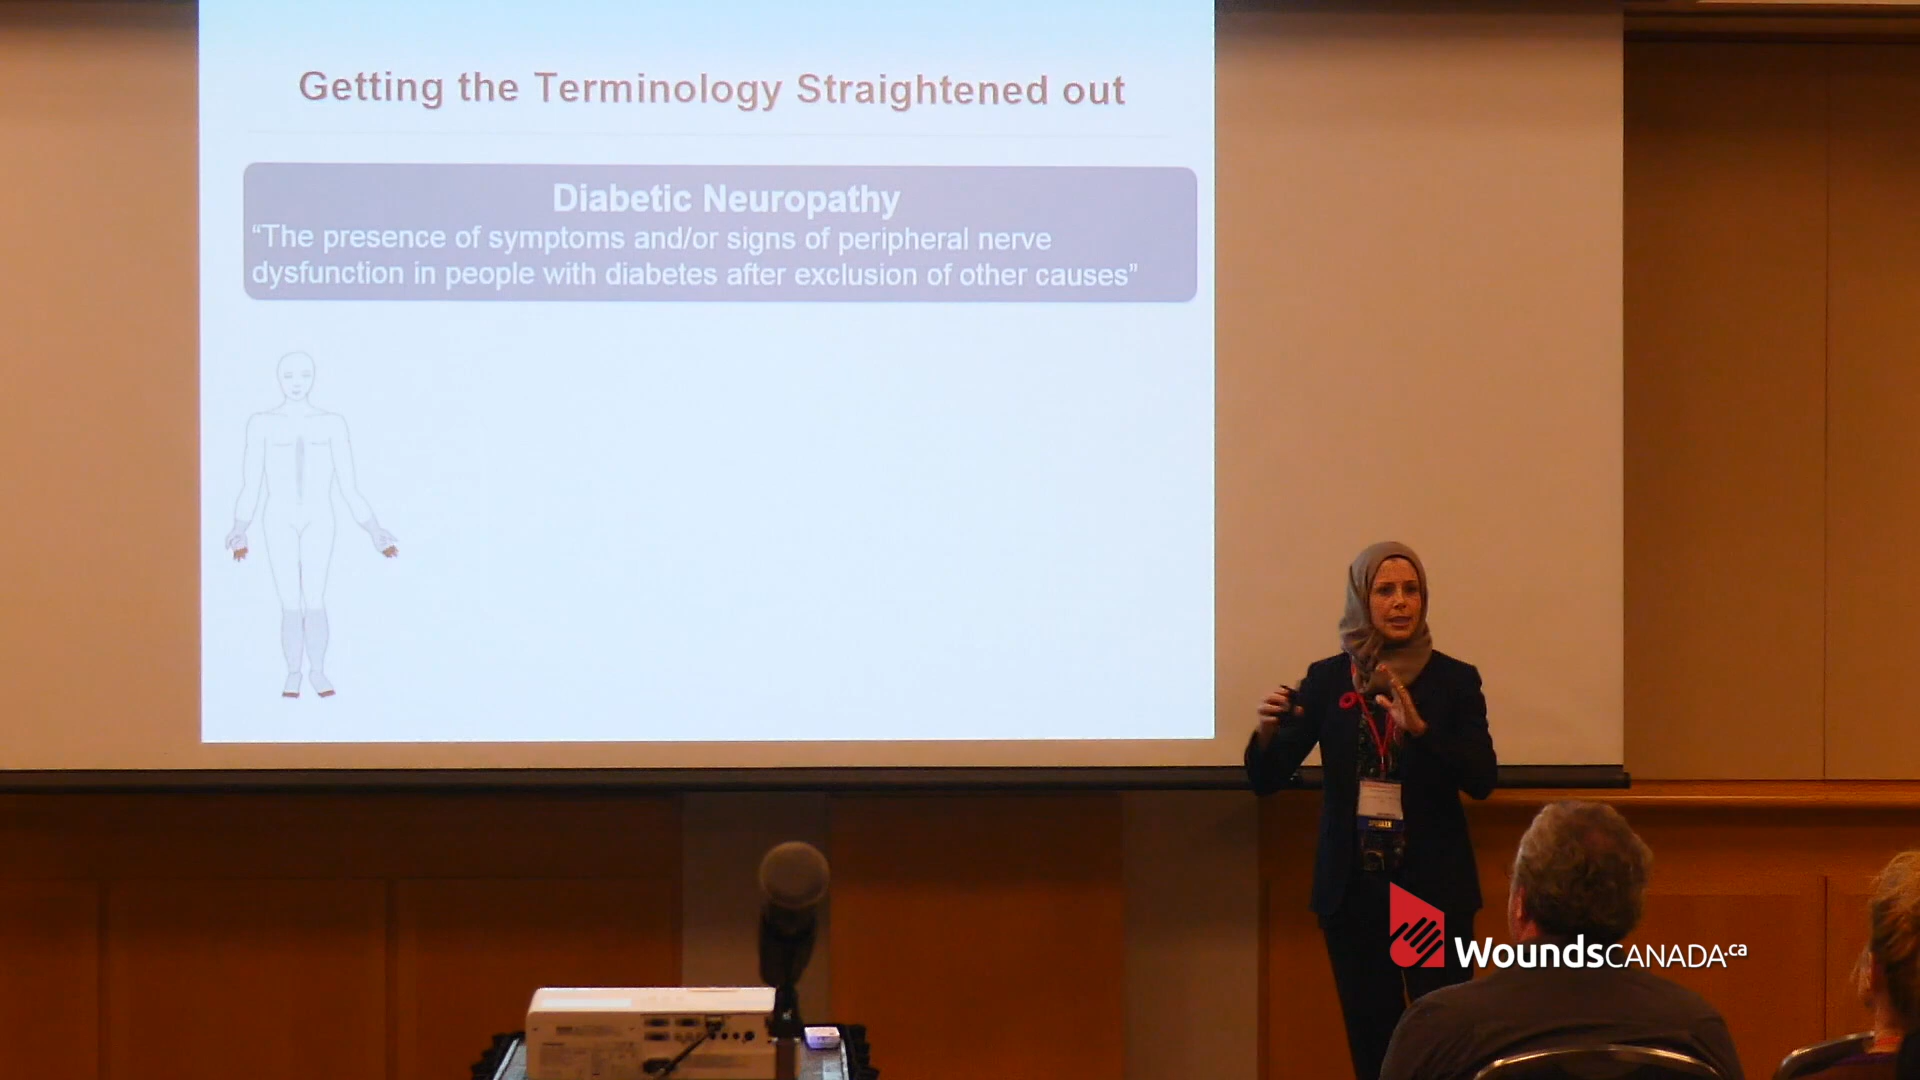 Getting the Terminology Straightened out
Diabetic Neuropathy
“The presence of symptoms and/or signs of peripheral nerve
dysfunction in people with diabetes after exclusion of other causes”
WoundsCANADA.ca